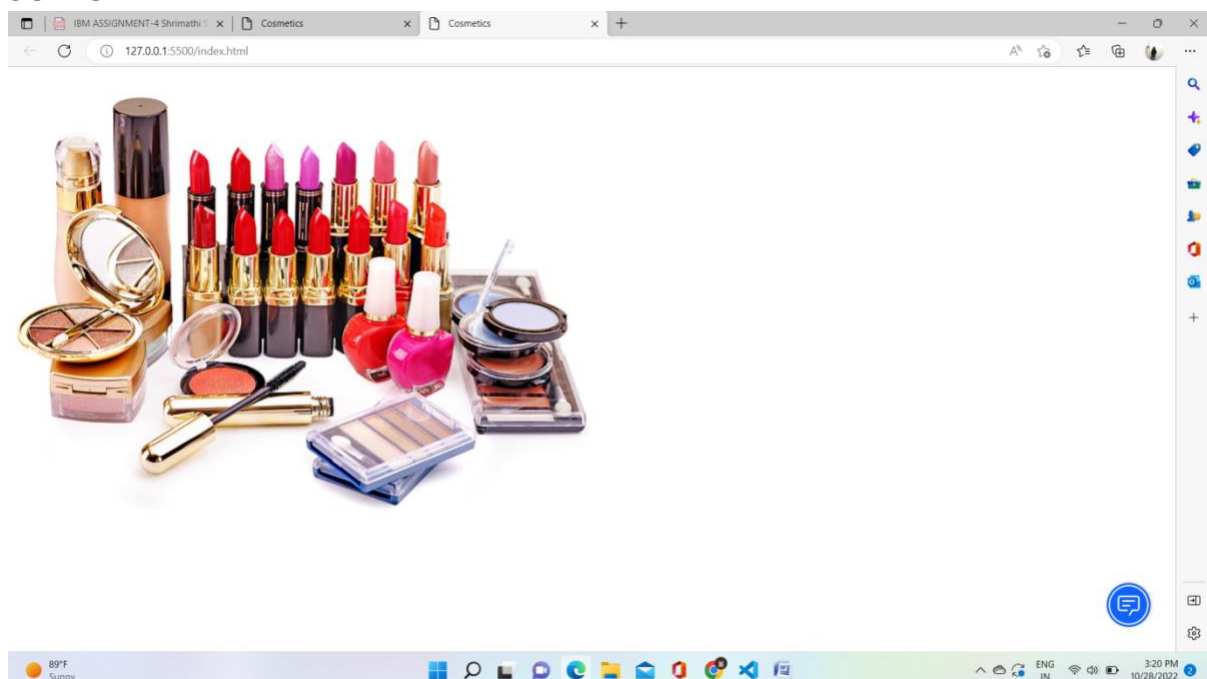 IBM ASSIGNMENT-4 Shrimathi
Cosmetics
Cosmetics
127.0.0.1:5500/index.html
89°F
Sunny
ENG
IN
3:20 PM
10/28/2022
2